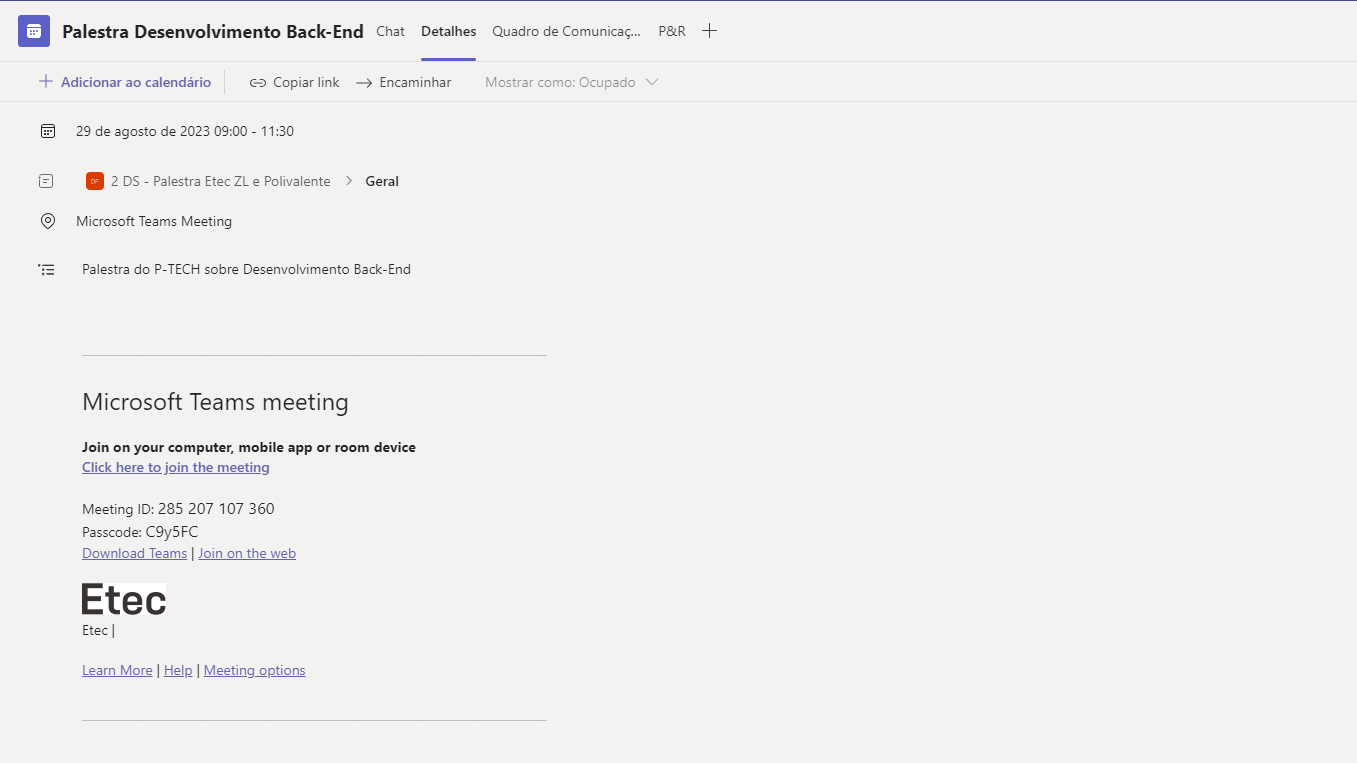 Palestra Desenvolvimento Back-End Chat Detalhes Quadro de Comunicaç... P&R
Adicionar ao calendário Copiar link Encaminhar Mostrar como: Ocupado
29 de agosto de 2023 09:00 - 11:30
DP 2 DS - Palestra Etec ZL e Polivalente > Geral
Microsoft Teams Meeting
Palestra do P-TECH sobre Desenvolvimento Back-End
Microsoft Teams meeting
Join on your computer, mobile app or room device
Click here to join the meeting
Meeting ID: 285 207 107 360
Passcode: C9y5FC
Download Teams | Join on the web
Etec
Etec |
Learn More | Help | Meeting options